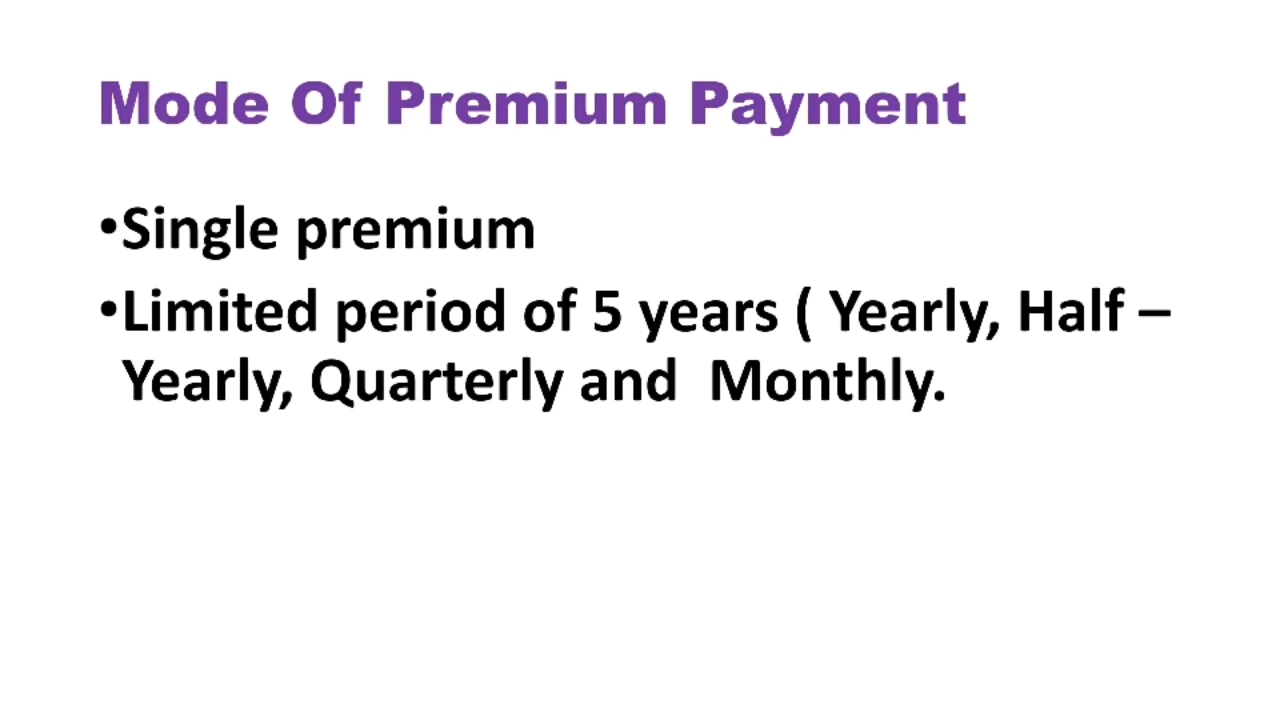 Mode Of Premium Payment
•Single premium
•Limited period of 5 years ( Yearly, Half –
Yearly, Quarterly and  Monthly.